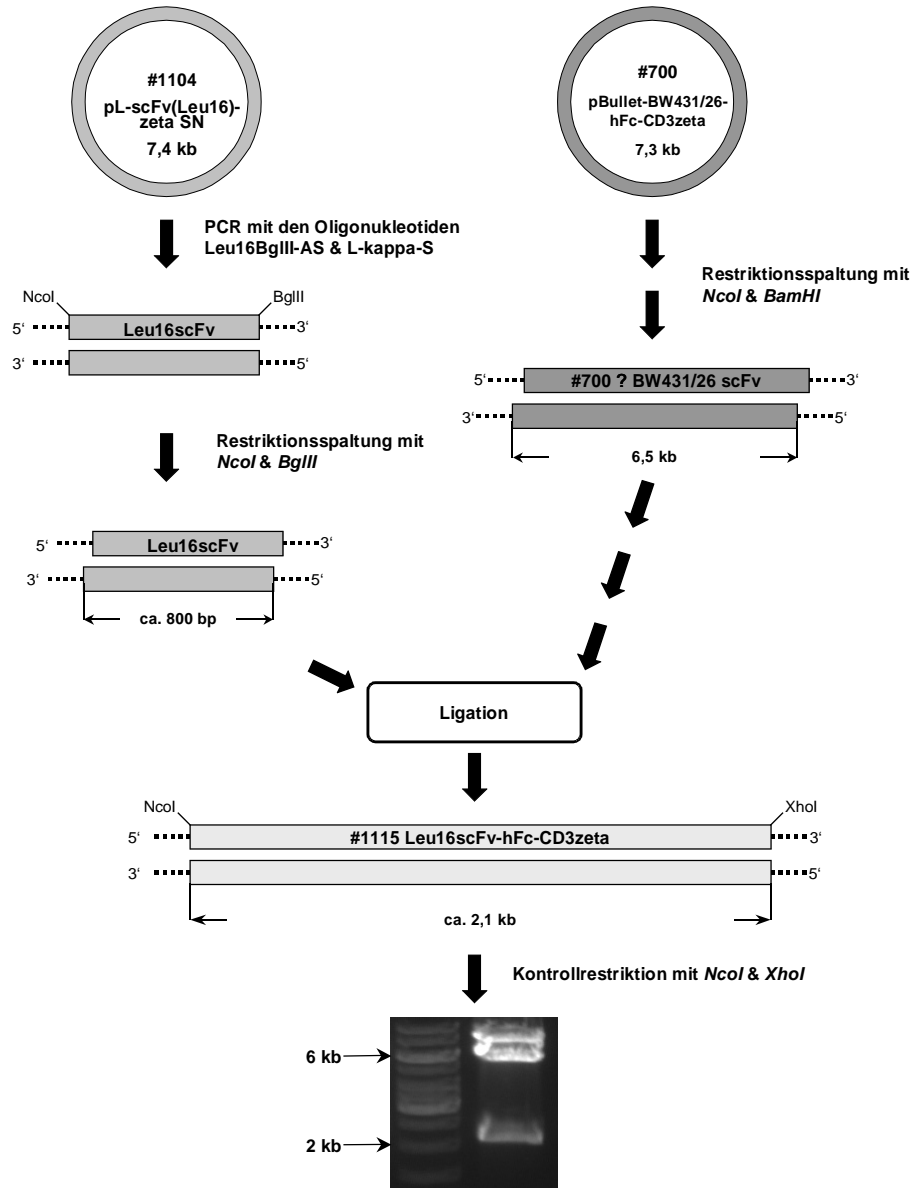 #1104
pL-scFv(Leu16)-
zeta SN
7,4 kb
#700
pBullet-BW431/26-
hFc-CD3zeta
7,3 kb
PCR mit den Oligonukleotiden
Leu16BglII-AS & L-kappa-S
NcoI
BglII
5‘
Leu16scFv
3‘
3‘
5‘
Restriktionsspaltung mit
NcoI & BamHI
5‘
#700 ? BW431/26 scFv
3‘
3‘
5‘
6,5 kb
Restriktionsspaltung mit
NcoI & BglII
5‘
Leu16scFv
3‘
3‘
5‘
ca. 800 bp
Ligation
NcoI
XhoI
5‘
#1115 Leu16scFv-hFc-CD3zeta
3‘
3‘
5‘
ca. 2,1 kb
Kontrollrestriktion mit NcoI & XhoI
6 kb
2 kb